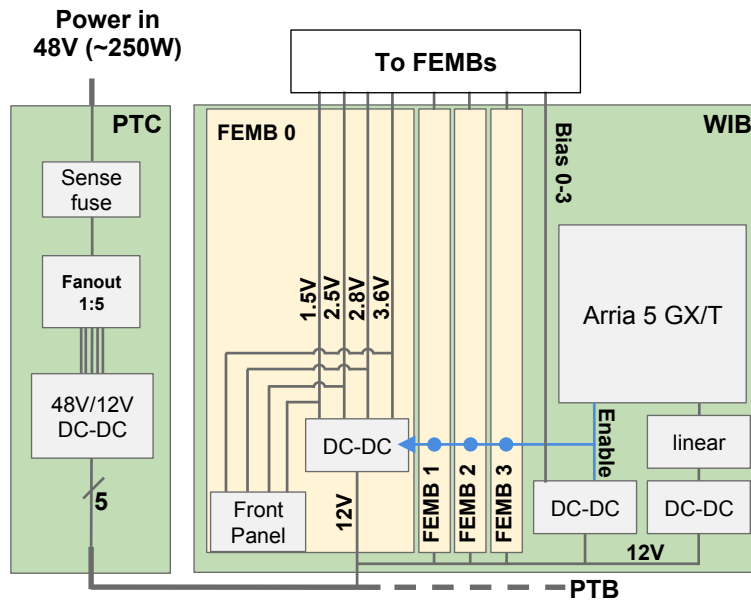 Power in
48V (~250W)
To FEMBs
PTC
FEMB 0
WIB
Bias 0-3
Sense
fuse
Fanout
1:5
1.5V
2.5V
2.8V
3.6V
Arria 5 GX/T
48V/12V
DC-DC
DC-DC
Enable
linear
5
Front
Panel
12V
FEMB 1
FEMB 2
FEMB 3
DC-DC
DC-DC
12V
PTB